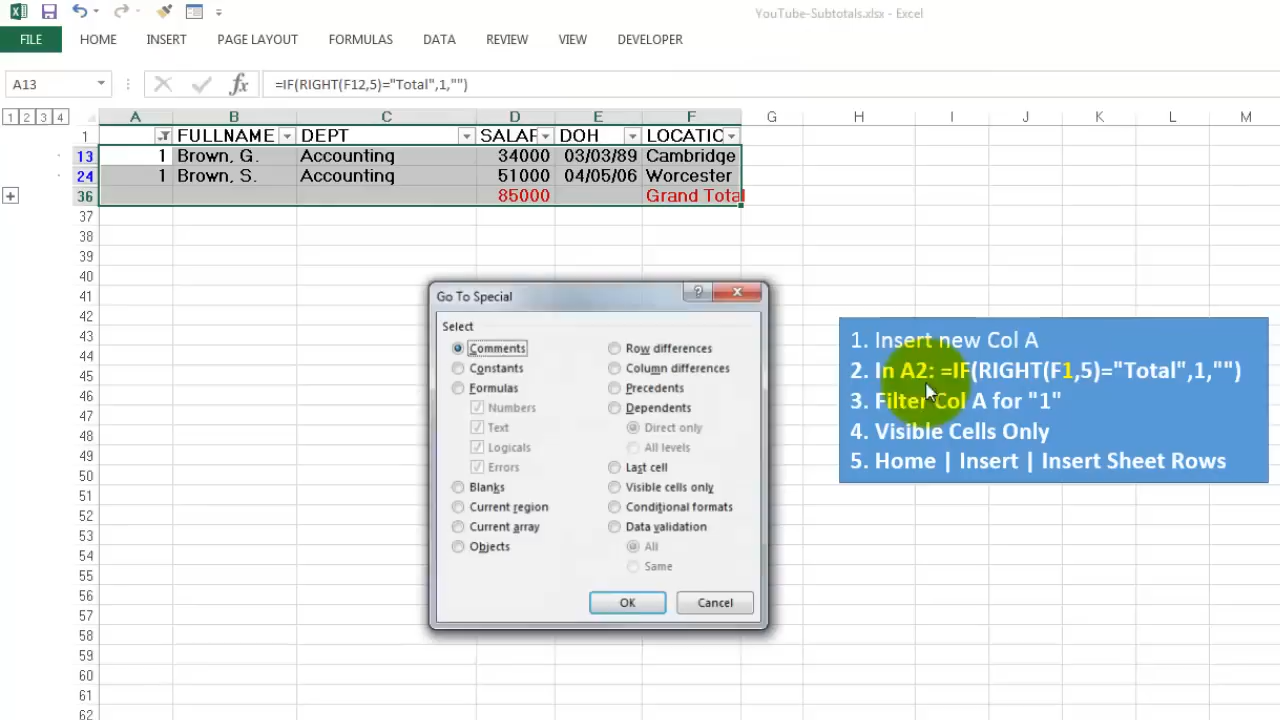 YouTube-Subtotals.xlsx - Excel
FILE HOME INSERT PAGE LAYOUT FORMULAS DATA REVIEW VIEW DEVELOPER
A13 fx =IF(RIGHT(F12,5)="Total",1,"")
1 2 3 4 A B C D E F G H I J K L M
1 FULLNAME DEPT SALAR DOH LOCATIO
13 1 Brown, G. Accounting 34000 03/03/89 Cambridge
24 1 Brown, S. Accounting 51000 04/05/06 Worcester
36 85000 Grand Total
37
38
39
40
41
42
43
44
45
46
47
48
49
50
51
52
53
54
55
56
57
58
59
60
61
62
Go To Special
Select
Comments
Constants
Formulas
Numbers
Text
Logicals
Errors
Blanks
Current region
Current array
Objects
Row differences
Column differences
Precedents
Dependents
Direct only
All levels
Last cell
Visible cells only
Conditional formats
Data validation
All
Same
OK Cancel
1. Insert new Col A
2. In A2: =IF(RIGHT(F1,5)="Total",1,"")
3. Filter Col A for "1"
4. Visible Cells Only
5. Home | Insert | Insert Sheet Rows